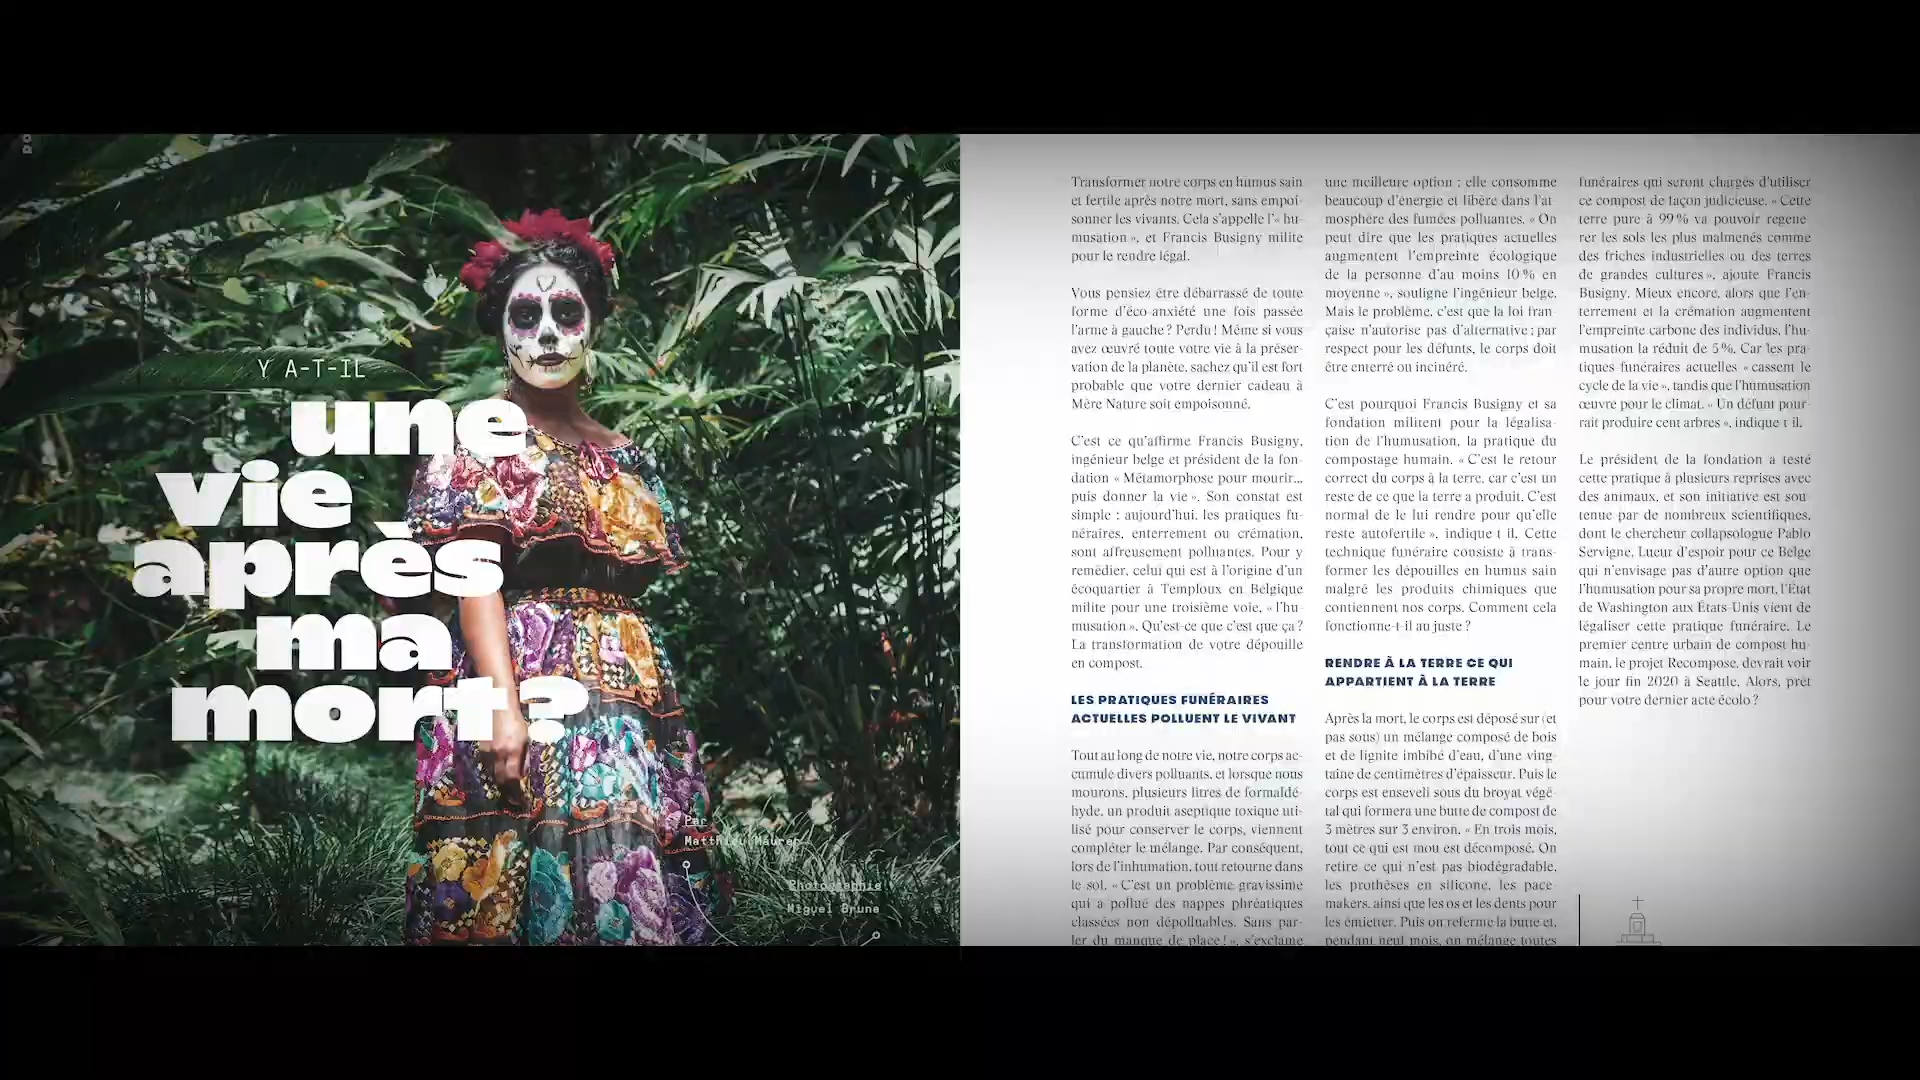 Y A-T-IL
une
vie
après
ma
mort ?
Par
Matthieu Maurer
Photographie
Miguel Brune
Transformer notre corps en humus sain
et fertile après notre mort, sans empoi-
sonner les vivants. Cela s'appelle l'« hu-
musation », et Francis Busigny milite
pour le rendre légal.
Vous pensiez être débarrassé de toute
forme d'éco-anxiété une fois passée
l'arme à gauche ? Perdu ! Même si vous
avez œuvré toute votre vie à la préser-
vation de la planète, sachez qu'il est fort
probable que votre dernier cadeau à
Mère Nature soit empoisonné.
C'est ce qu'affirme Francis Busigny,
ingénieur belge et président de la fon-
dation « Métamorphose pour mourir...
puis donner la vie ». Son constat est
simple : aujourd'hui, les pratiques fu-
néraires, enterrement ou crémation,
sont affreusement polluantes. Pour y
remédier, celui qui est à l'origine d'un
écoquartier à Temploux en Belgique
milite pour une troisième voie, « l'hu-
musation ». Qu'est-ce que c'est que ça ?
La transformation de votre dépouille
en compost.
LES PRATIQUES FUNÉRAIRES
ACTUELLES POLLUENT LE VIVANT
Tout au long de notre vie, notre corps ac-
cumule divers polluants, et lorsque nous
mourons, plusieurs litres de formaldé-
hyde, un produit aseptique toxique uti-
lisé pour conserver le corps, viennent
compléter le mélange. Par conséquent,
lors de l'inhumation, tout retourne dans
le sol. « C'est un problème gravissime
qui a pollué des nappes phréatiques
classées non dépolluables. Sans par-
ler du manque de place ! », s'exclame
une meilleure option : elle consomme
beaucoup d'énergie et libère dans l'at-
mosphère des fumées polluantes. « On
peut dire que les pratiques actuelles
augmentent l'empreinte écologique
de la personne d'au moins 10 % en
moyenne », souligne l'ingénieur belge.
Mais le problème, c'est que la loi fran-
çaise n'autorise pas d'alternative ; par
respect pour les défunts, le corps doit
être enterré ou incinéré.
C'est pourquoi Francis Busigny et sa
fondation militent pour la légalisa-
tion de l'humusation, la pratique du
compostage humain. « C'est le retour
correct du corps à la terre, car c'est un
reste de ce que la terre a produit. C'est
normal de le lui rendre pour qu'elle
reste autofertile », indique t il. Cette
technique funéraire consiste à trans-
former les dépouilles en humus sain
malgré les produits chimiques que
contiennent nos corps. Comment cela
fonctionne-t-il au juste ?
RENDRE À LA TERRE CE QUI
APPARTIENT À LA TERRE
Après la mort, le corps est déposé sur (et
pas sous) un mélange composé de bois
et de lignite imbibé d'eau, d'une ving-
taine de centimètres d'épaisseur. Puis le
corps est enseveli sous du broyat végé-
tal qui formera une butte de compost de
3 mètres sur 3 environ. « En trois mois,
tout ce qui est mou est décomposé. On
retire ce qui n'est pas biodégradable,
les prothèses en silicone, les pace-
makers, ainsi que les os et les dents pour
les émietter. Puis on referme la butte et,
pendant neuf mois, on mélange toutes
funéraires qui seront chargés d'utiliser
ce compost de façon judicieuse. « Cette
terre pure à 99 % va pouvoir régéné-
rer les sols les plus malmenés comme
des friches industrielles ou des terres
de grandes cultures », ajoute Francis
Busigny. Mieux encore, alors que l'en-
terrement et la crémation augmentent
l'empreinte carbone des individus, l'hu-
musation la réduit de 5 %. Car les pra-
tiques funéraires actuelles « cassent le
cycle de la vie », tandis que l'humusation
œuvre pour le climat. « Un défunt pour-
rait produire cent arbres », indique t il.
Le président de la fondation a testé
cette pratique à plusieurs reprises avec
des animaux, et son initiative est sou-
tenue par de nombreux scientifiques,
dont le chercheur collapsologue Pablo
Servigne. Lueur d'espoir pour ce Belge
qui n'envisage pas d'autre option que
l'humusation pour sa propre mort, l'État
de Washington aux États-Unis vient de
légaliser cette pratique funéraire. Le
premier centre urbain de compost hu-
main, le projet Recompose, devrait voir
le jour fin 2020 à Seattle. Alors, prêt
pour votre dernier acte écolo ?